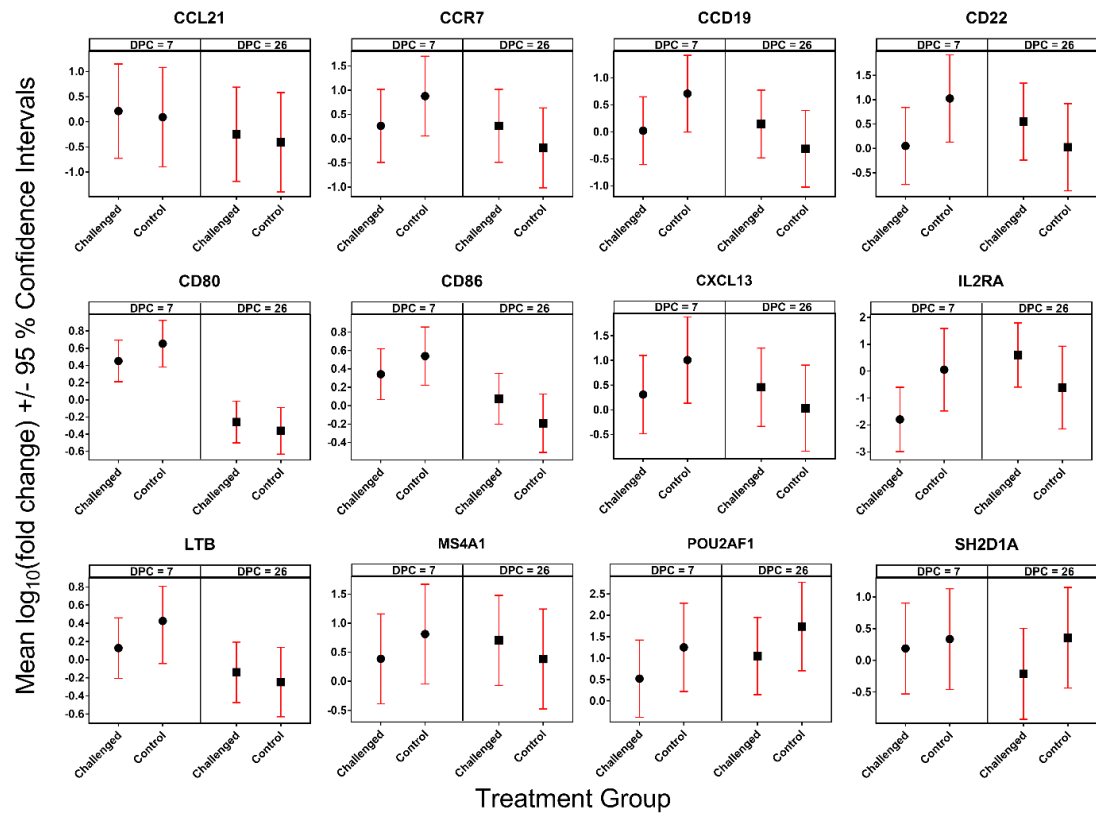 Mean log10(fold change) +/- 95 % Confidence Intervals
CCL21
DPC = 7 DPC = 26
1.0
0.5
0.0
-0.5
-1.0
Challenged Control Challenged Control
CCR7
DPC = 7 DPC = 26
1.5
1.0
0.5
0.0
-0.5
-1.0
Challenged Control Challenged Control
CCD19
DPC = 7 DPC = 26
1.0
0.5
0.0
-0.5
-1.0
Challenged Control Challenged Control
CD22
DPC = 7 DPC = 26
1.5
1.0
0.5
0.0
-0.5
Challenged Control Challenged Control
CD80
DPC = 7 DPC = 26
0.8
0.6
0.4
0.2
0.0
-0.2
-0.4
-0.6
Challenged Control Challenged Control
CD86
DPC = 7 DPC = 26
0.8
0.6
0.4
0.2
0.0
-0.2
-0.4
Challenged Control Challenged Control
CXCL13
DPC = 7 DPC = 26
1.5
1.0
0.5
0.0
-0.5
Challenged Control Challenged Control
IL2RA
DPC = 7 DPC = 26
2
1
0
-1
-2
-3
Challenged Control Challenged Control
LTB
DPC = 7 DPC = 26
0.8
0.6
0.4
0.2
0.0
-0.2
-0.4
-0.6
Challenged Control Challenged Control
MS4A1
DPC = 7 DPC = 26
1.5
1.0
0.5
0.0
-0.5
Challenged Control Challenged Control
POU2AF1
DPC = 7 DPC = 26
2.5
2.0
1.5
1.0
0.5
0.0
Challenged Control Challenged Control
SH2D1A
DPC = 7 DPC = 26
1.0
0.5
0.0
-0.5
Challenged Control Challenged Control
Treatment Group